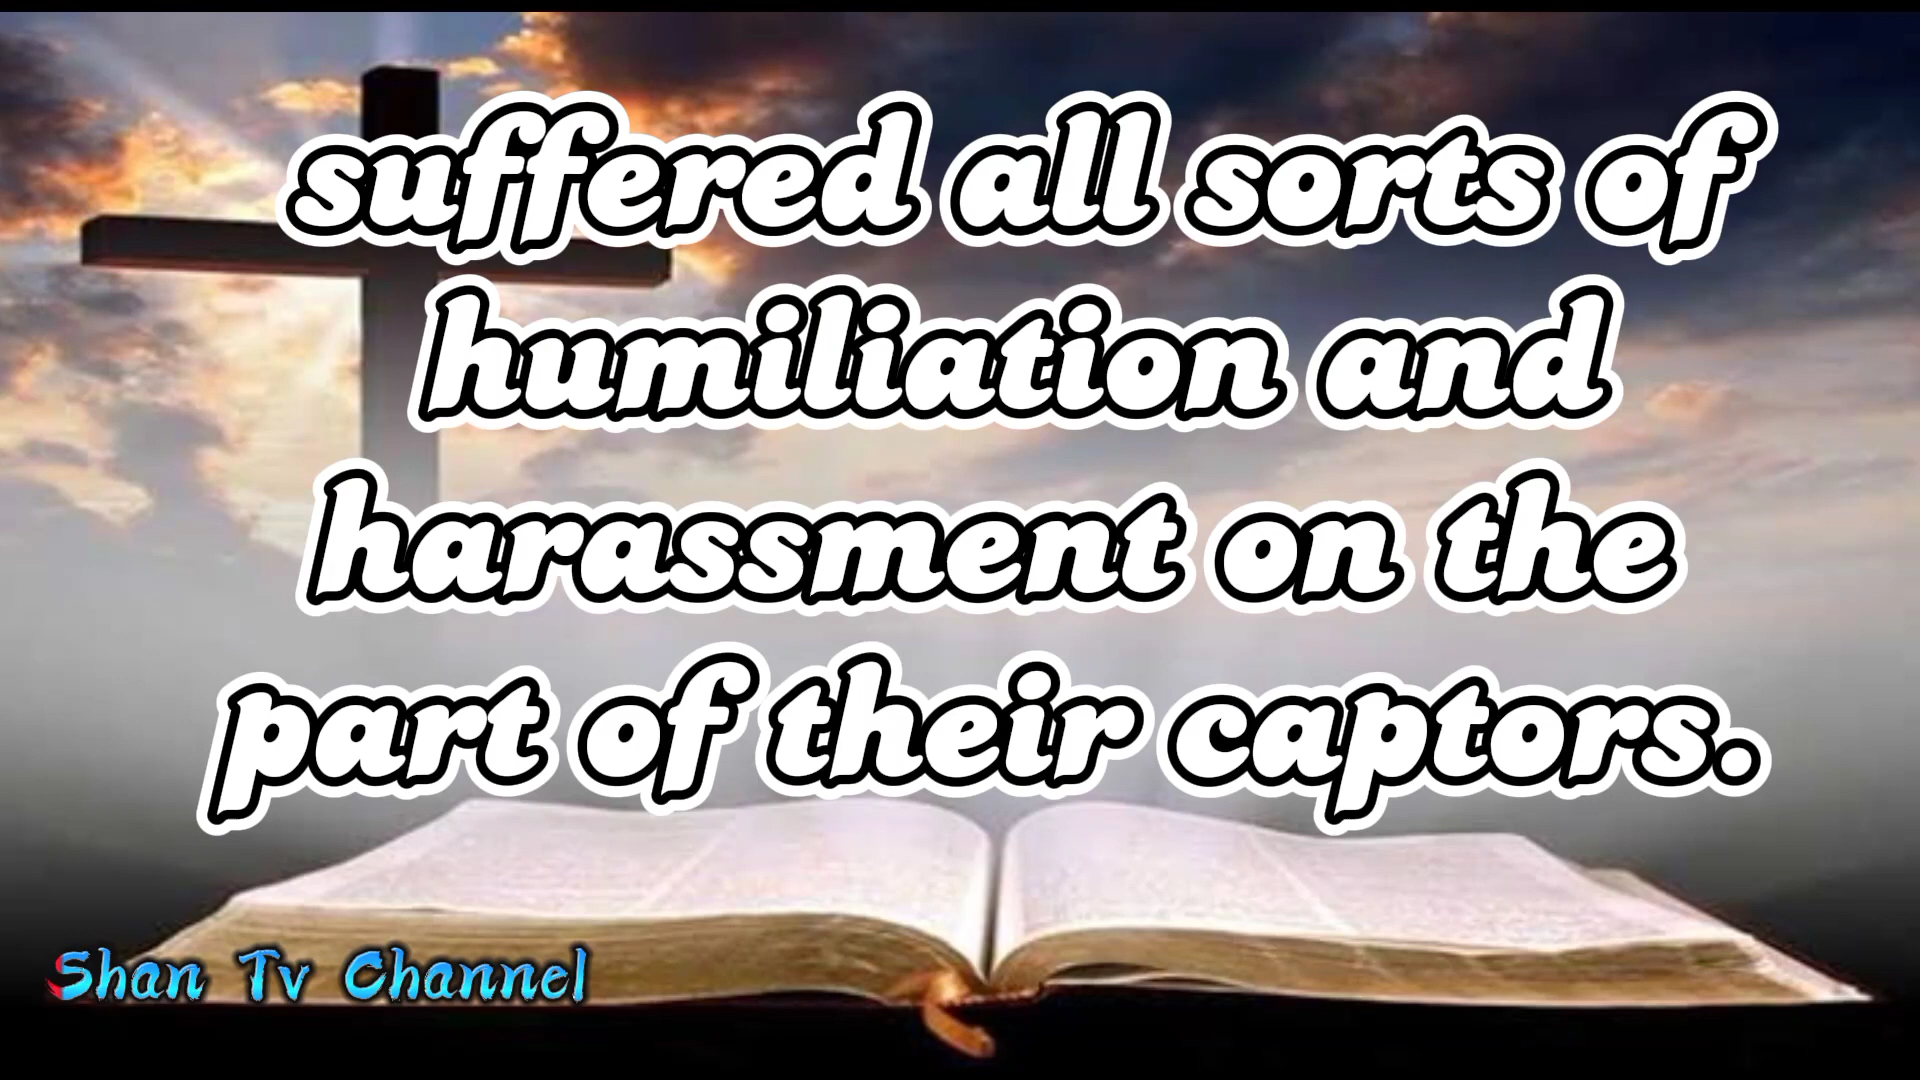 suffered all sorts of
humiliation and
harassment on the
part of their captors.
Shan Tv Channel